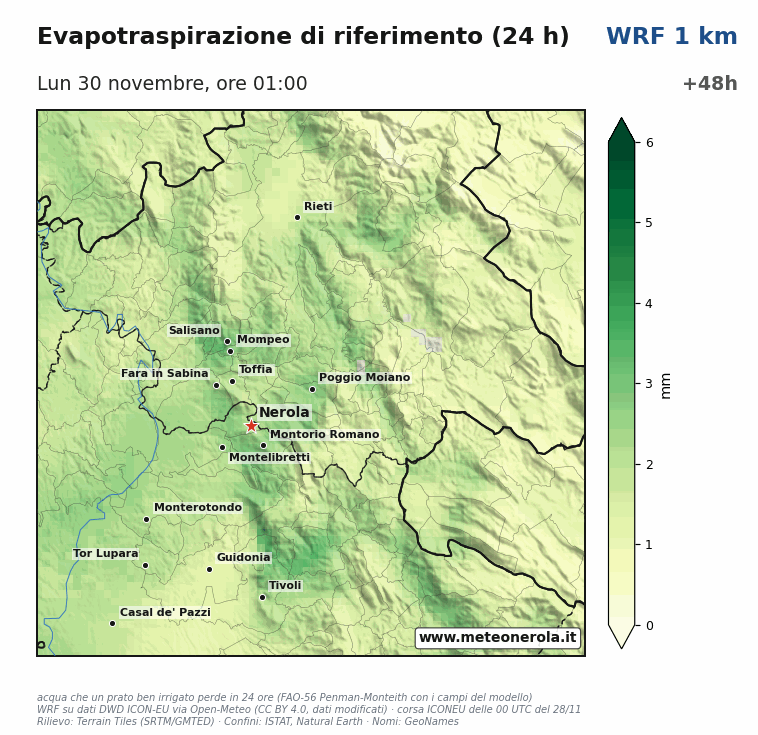 Evapotraspirazione di riferimento (24 h) WRF 1 km
Lun 30 novembre, ore 01:00 +48h
Rieti
Salisano
Mompeo
Toffia
Fara in Sabina
Poggio Moiano
Nerola
Montorio Romano
Montelibretti
Monterotondo
Tor Lupara
Guidonia
Tivoli
Casal de' Pazzi
www.meteonerola.it
6
5
4
3
2
1
0
mm
acqua che un prato ben irrigato perde in 24 ore (FAO-56 Penman-Monteith con i campi del modello)
WRF su dati DWD ICON-EU via Open-Meteo (CC BY 4.0, dati modificati) · corsa ICONEU delle 00 UTC del 28/11
Rilievo: Terrain Tiles (SRTM/GMTED) · Confini: ISTAT, Natural Earth · Nomi: GeoNames